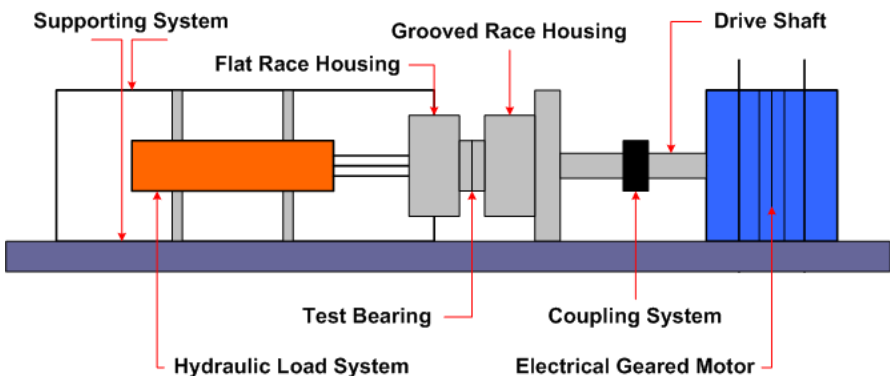 Supporting System
Grooved Race Housing
Drive Shaft
Flat Race Housing
Test Bearing
Coupling System
Hydraulic Load System
Electrical Geared Motor